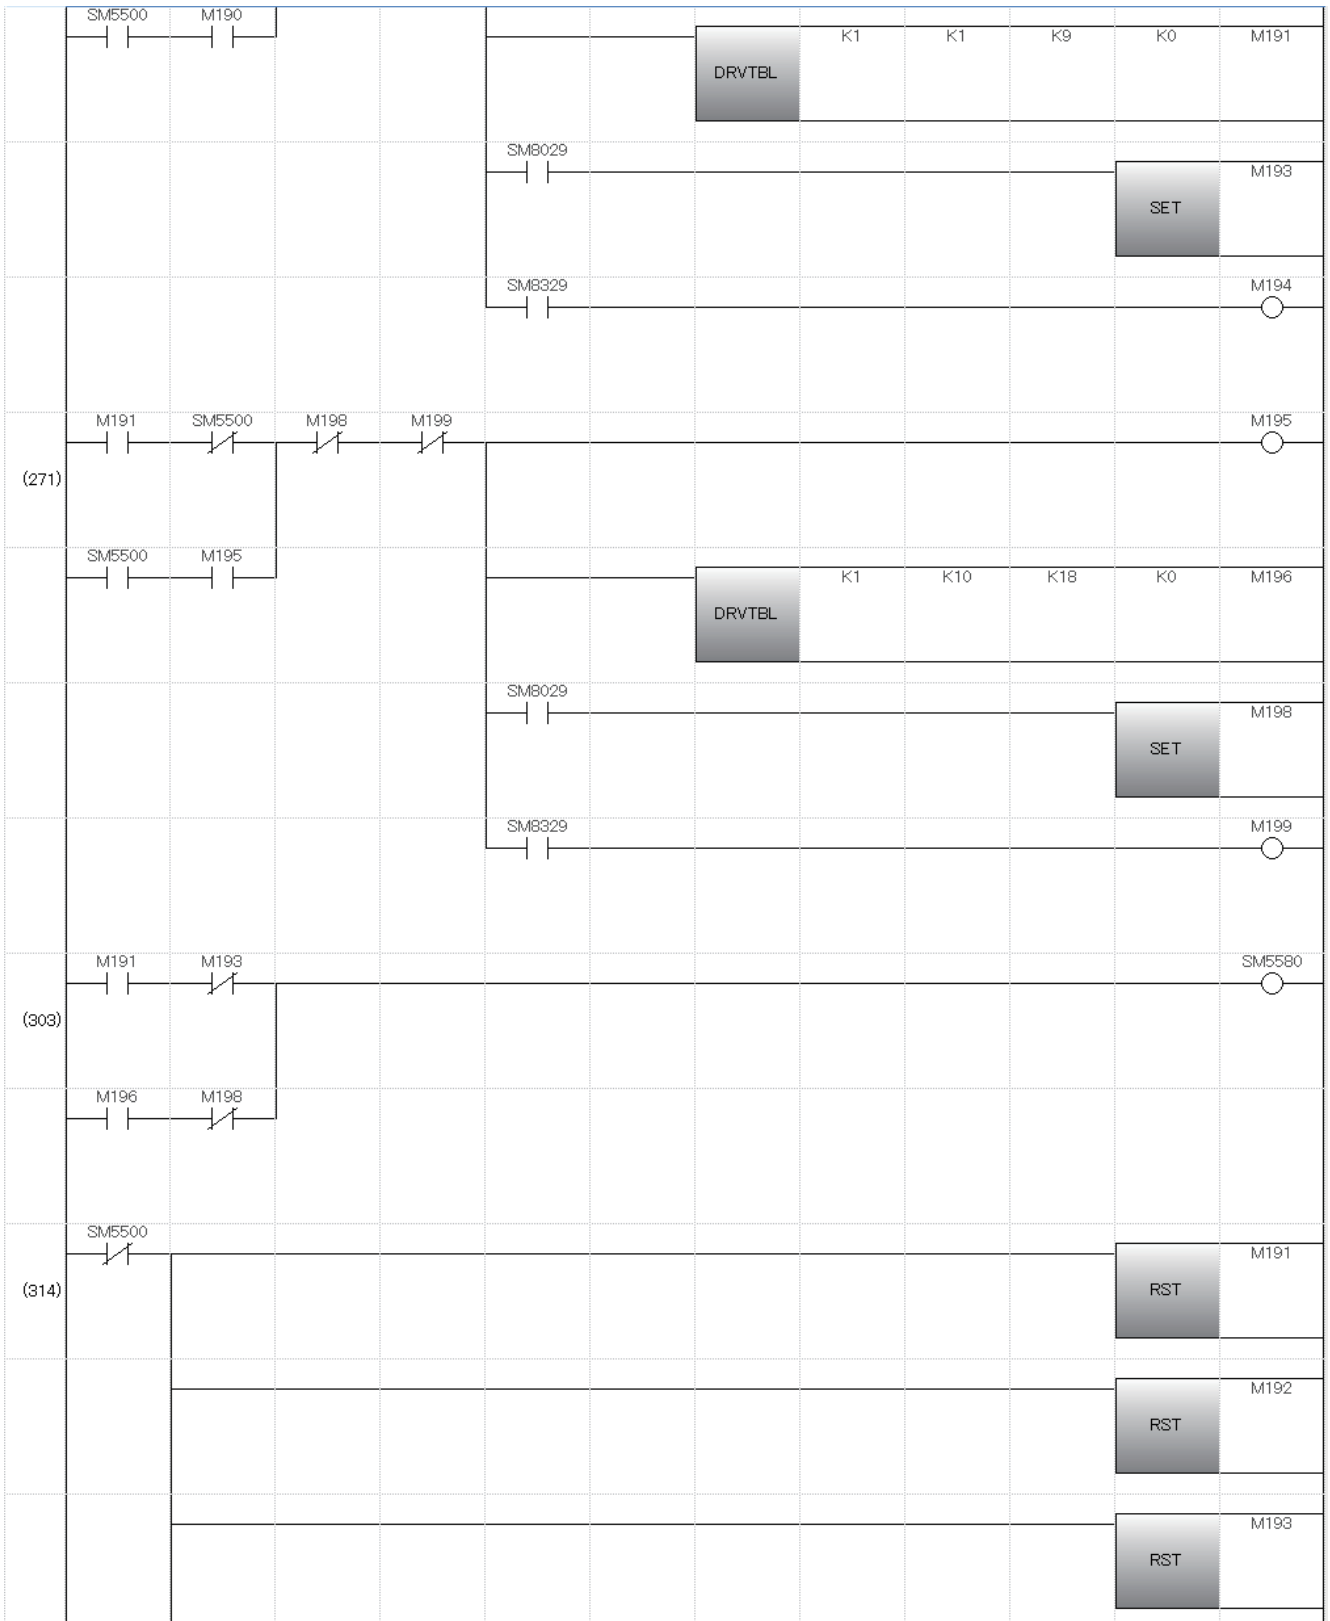 SM5500 M190
K1 K1 K9 K0 M191
DRVTBL
SM8029
M193
SET
SM8329 M194
M191 SM5500 M198 M199 M195
(271)
SM5500 M195
K1 K10 K18 K0 M196
DRVTBL
SM8029
M198
SET
SM8329 M199
M191 M193 SM5580
(303)
M196 M198
SM5500
M191
(314) RST
M192
RST
M193
RST